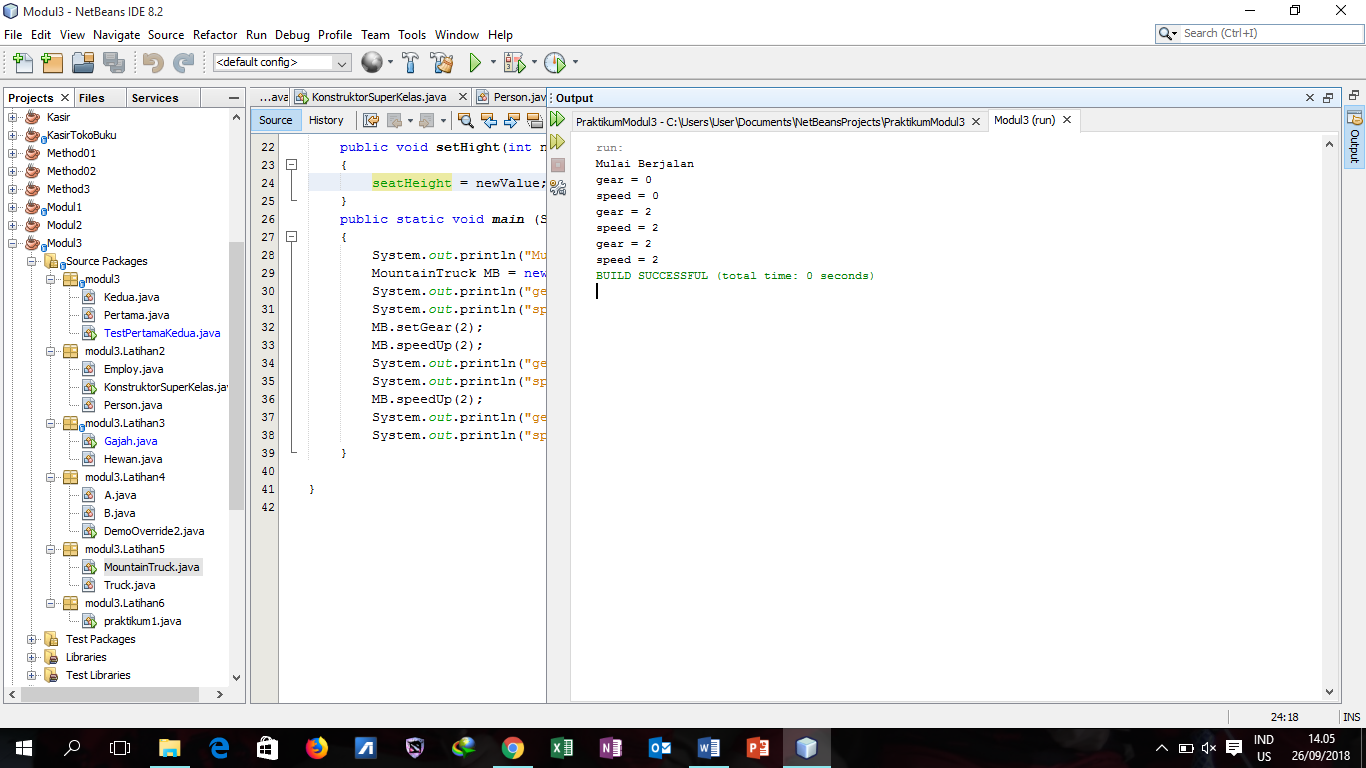 Modul3 - NetBeans IDE 8.2
File Edit View Navigate Source Refactor Run Debug Profile Team Tools Window Help
Search (Ctrl+I)
<default config>
Projects Files Services
Kasir
KasirTokoBuku
Method01
Method02
Method3
Modul1
Modul2
Modul3
Source Packages
modul3
Kedua.java
Pertama.java
TestPertamaKedua.java
modul3.Latihan2
Employ.java
KonstruktorSuperKelas.jav
Person.java
modul3.Latihan3
Gajah.java
Hewan.java
modul3.Latihan4
A.java
B.java
DemoOverride2.java
modul3.Latihan5
MountainTruck.java
Truck.java
modul3.Latihan6
praktikum1.java
Test Packages
Libraries
Test Libraries
...ava KonstruktorSuperKelas.java Person.jav
Source History
22 public void setHight(int n
23 {
24 seatHeight = newValue;
25 }
26 public static void main (S
27 {
28 System.out.println("Mu
29 MountainTruck MB = new
30 System.out.println("ge
31 System.out.println("sp
32 MB.setGear(2);
33 MB.speedUp(2);
34 System.out.println("ge
35 System.out.println("sp
36 MB.speedUp(2);
37 System.out.println("ge
38 System.out.println("sp
39 }
40
41 }
42
Output
PraktikumModul3 - C:\Users\User\Documents\NetBeansProjects\PraktikumModul3 Modul3 (run)
run:
Mulai Berjalan
gear = 0
speed = 0
gear = 2
speed = 2
gear = 2
speed = 2
BUILD SUCCESSFUL (total time: 0 seconds)
Output
24:18 INS
IND
US
14.05
26/09/2018